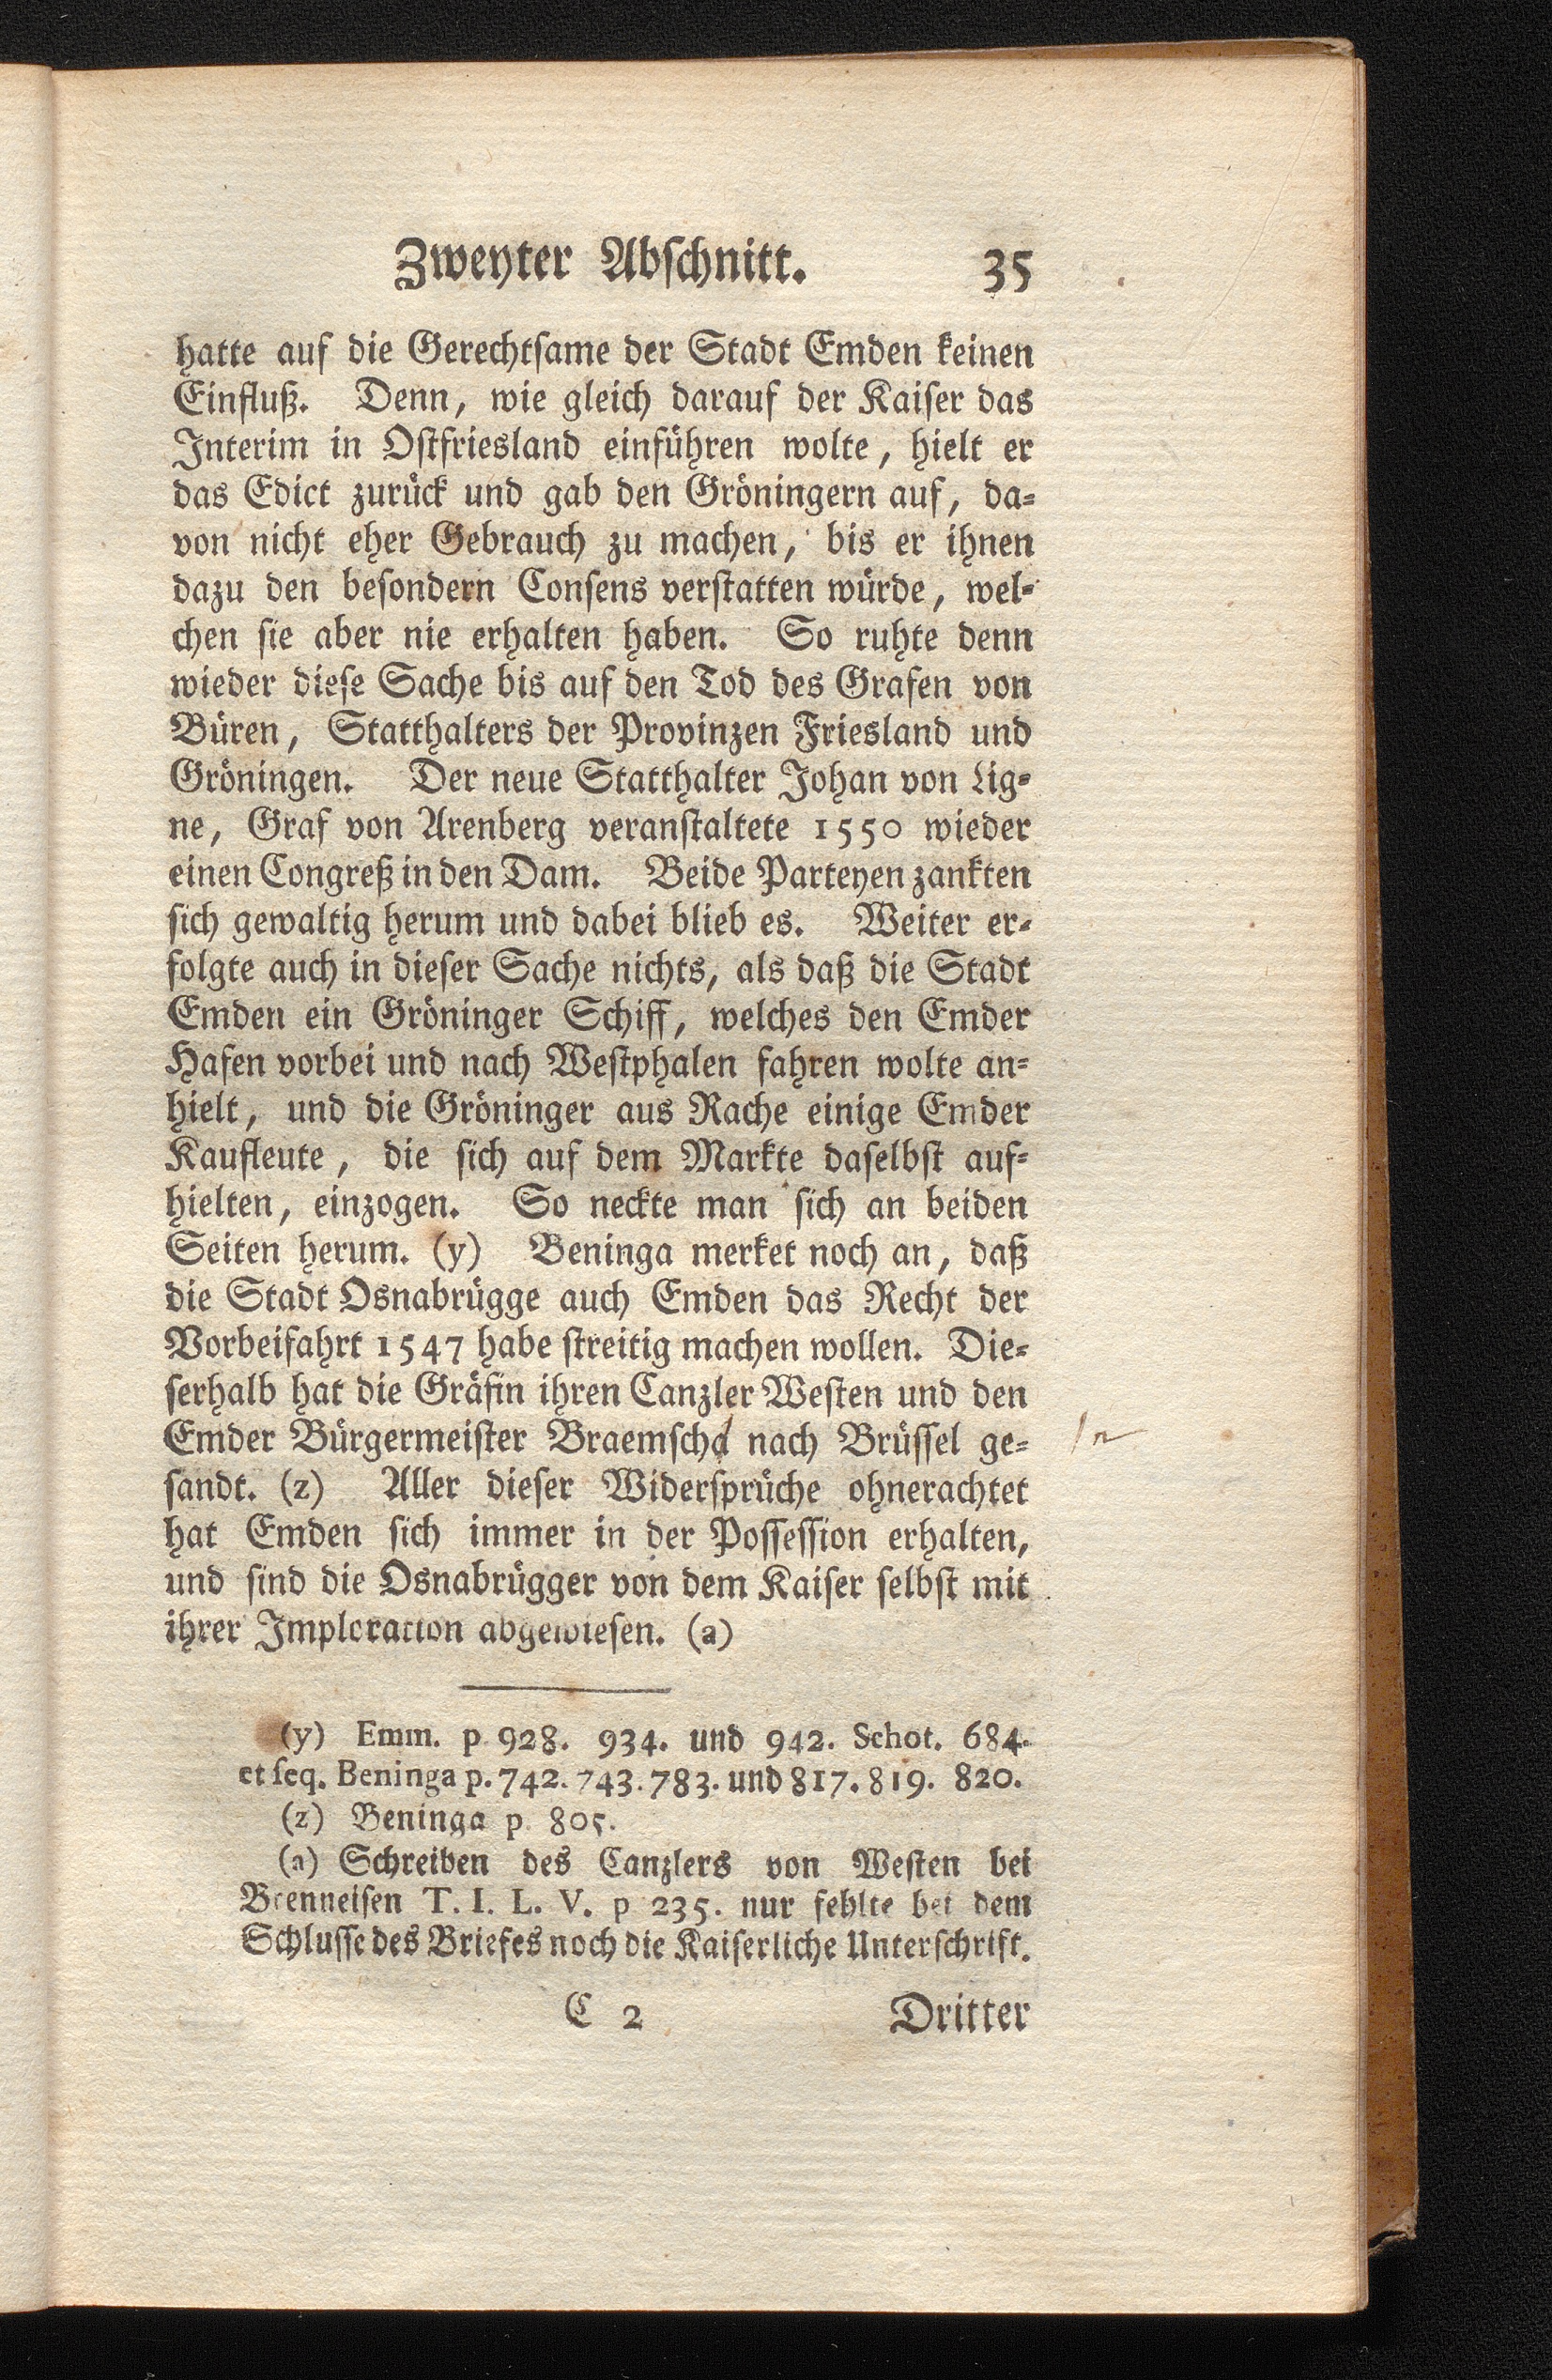 Zweyter Abschnitt. 35
hatte auf die Gerechtsame der Stadt Emden keinen
Einfluß. Denn, wie gleich darauf der Kaiser das
Interim in Ostfriesland einführen wolte, hielt er
das Edict zurück und gab den Gröningern auf, da-
von nicht eher Gebrauch zu machen, bis er ihnen
dazu den besondern Consens verstatten würde, wel-
chen sie aber nie erhalten haben. So ruhte denn
wieder diese Sache bis auf den Tod des Grafen von
Büren, Statthalters der Provinzen Friesland und
Gröningen. Der neue Statthalter Johan von Lig-
ne, Graf von Arenberg veranstaltete 1550 wieder
einen Congreß in den Dam. Beide Parteyen zankten
sich gewaltig herum und dabei blieb es. Weiter er-
folgte auch in dieser Sache nichts, als daß die Stadt
Emden ein Gröninger Schiff, welches den Emder
Hafen vorbei und nach Westphalen fahren wolte an-
hielt, und die Gröninger aus Rache einige Emder
Kaufleute, die sich auf dem Markte daselbst auf-
hielten, einzogen. So neckte man sich an beiden
Seiten herum. (y) Beninga merket noch an, daß
die Stadt Osnabrügge auch Emden das Recht der
Vorbeifahrt 1547 habe streitig machen wollen. Die-
serhalb hat die Gräfin ihren Canzler Westen und den
Emder Bürgermeister Braemscha nach Brüssel ge-
sandt. (z) Aller dieser Widersprüche ohnerachtet
hat Emden sich immer in der Possession erhalten,
und sind die Osnabrügger von dem Kaiser selbst mit
ihrer Imploration abgewiesen. (a)
(y) Emm. p 928. 934. und 942. Schot. 684.
et seq. Beninga p. 742. 743. 783. und 817. 819. 820.
(z) Beninga p. 805.
(a) Schreiben des Canzlers von Westen bei
Brenneisen T. I. L. V. p 235. nur fehlte bei dem
Schlusse des Briefes noch die Kaiserliche Unterschrift.
C 2 Dritter